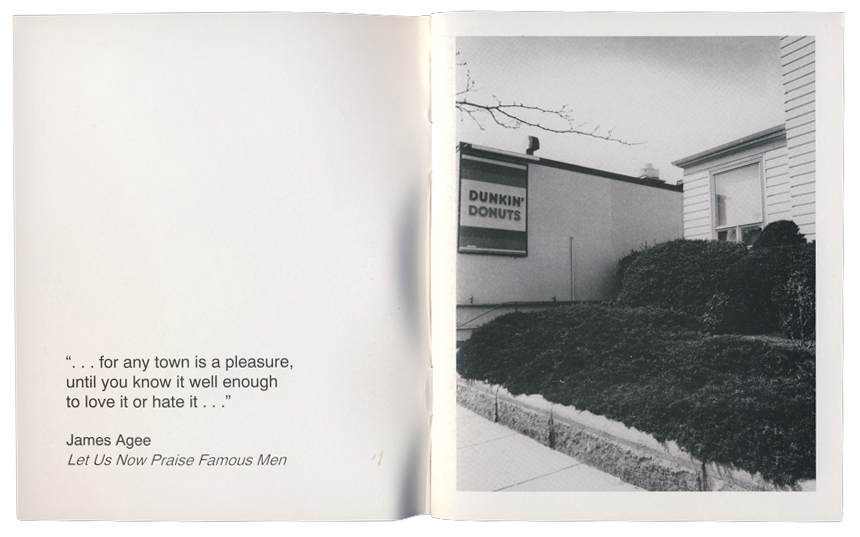 “. . . for any town is a pleasure,
until you know it well enough
to love it or hate it . . .”
James Agee
Let Us Now Praise Famous Men
DUNKIN'
DONUTS